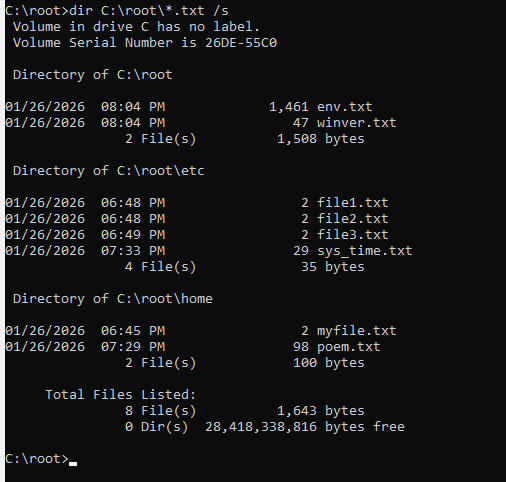 C:\root>dir C:\root\*.txt /s
 Volume in drive C has no label.
 Volume Serial Number is 26DE-55C0

 Directory of C:\root

01/26/2026  08:04 PM             1,461 env.txt
01/26/2026  08:04 PM                47 winver.txt
               2 File(s)          1,508 bytes

 Directory of C:\root\etc

01/26/2026  06:48 PM                 2 file1.txt
01/26/2026  06:48 PM                 2 file2.txt
01/26/2026  06:49 PM                 2 file3.txt
01/26/2026  07:33 PM                29 sys_time.txt
               4 File(s)             35 bytes

 Directory of C:\root\home

01/26/2026  06:45 PM                 2 myfile.txt
01/26/2026  07:29 PM                98 poem.txt
               2 File(s)            100 bytes

     Total Files Listed:
               8 File(s)          1,643 bytes
               0 Dir(s)  28,418,338,816 bytes free

C:\root>